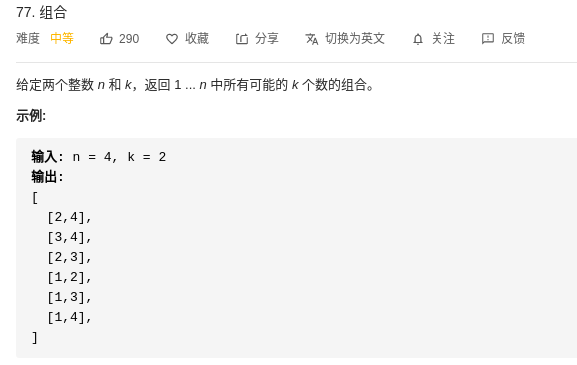 77. 组合
难度 中等 290 收藏 分享 切换为英文 关注 反馈
给定两个整数 n 和 k，返回 1 ... n 中所有可能的 k 个数的组合。
示例:
输入: n = 4, k = 2
输出:
[
  [2,4],
  [3,4],
  [2,3],
  [1,2],
  [1,3],
  [1,4],
]